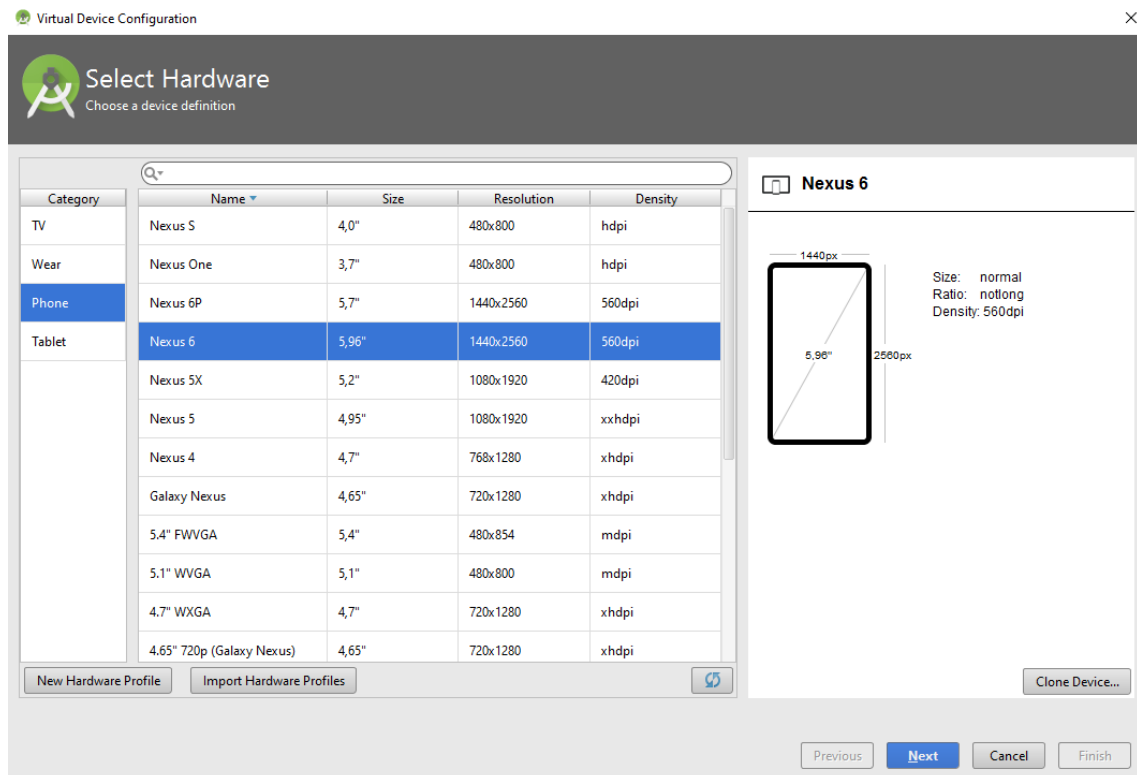 Virtual Device Configuration
Select Hardware
Choose a device definition
Category
TV
Wear
Phone
Tablet
Name Size Resolution Density
Nexus S 4,0" 480x800 hdpi
Nexus One 3,7" 480x800 hdpi
Nexus 6P 5,7" 1440x2560 560dpi
Nexus 6 5,96" 1440x2560 560dpi
Nexus 5X 5,2" 1080x1920 420dpi
Nexus 5 4,95" 1080x1920 xxhdpi
Nexus 4 4,7" 768x1280 xhdpi
Galaxy Nexus 4,65" 720x1280 xhdpi
5.4" FWVGA 5,4" 480x854 mdpi
5.1" WVGA 5,1" 480x800 mdpi
4.7" WXGA 4,7" 720x1280 xhdpi
4.65" 720p (Galaxy Nexus) 4,65" 720x1280 xhdpi
New Hardware Profile Import Hardware Profiles
Nexus 6
1440px
5,96" 2560px
Size: normal
Ratio: notlong
Density: 560dpi
Clone Device...
Previous Next Cancel Finish